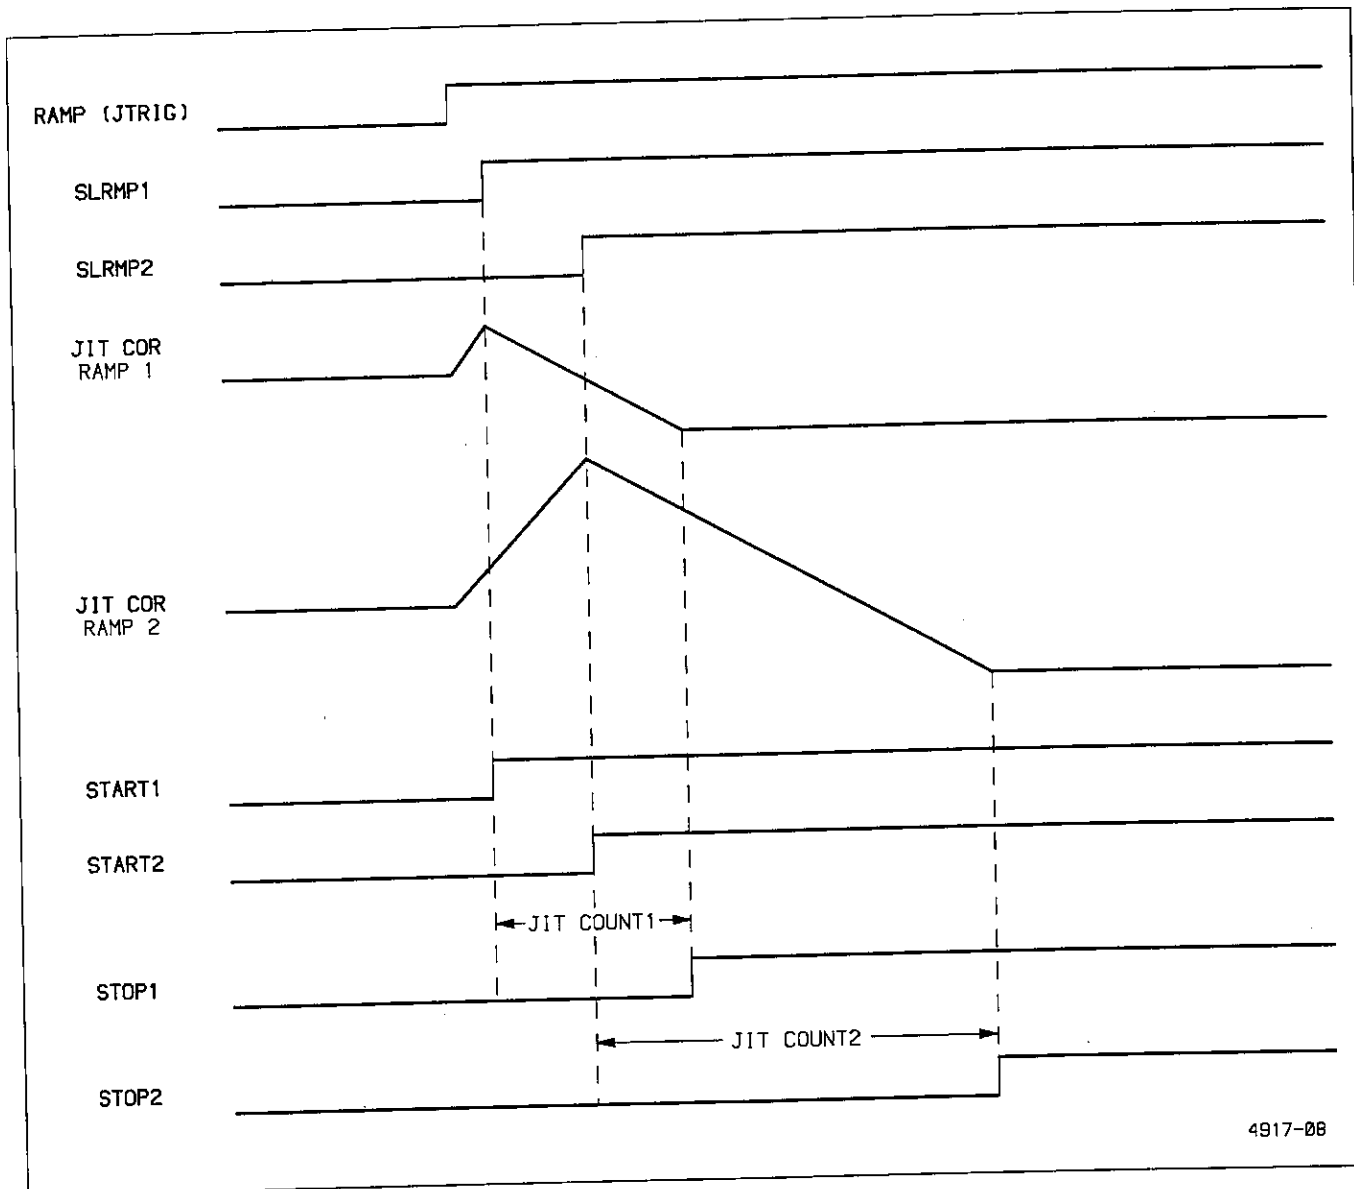 RAMP (JTRIG)
SLRMP1
SLRMP2
JIT COR
RAMP 1
JIT COR
RAMP 2
START1
START2
JIT COUNT1
STOP1
JIT COUNT2
STOP2
4917-08